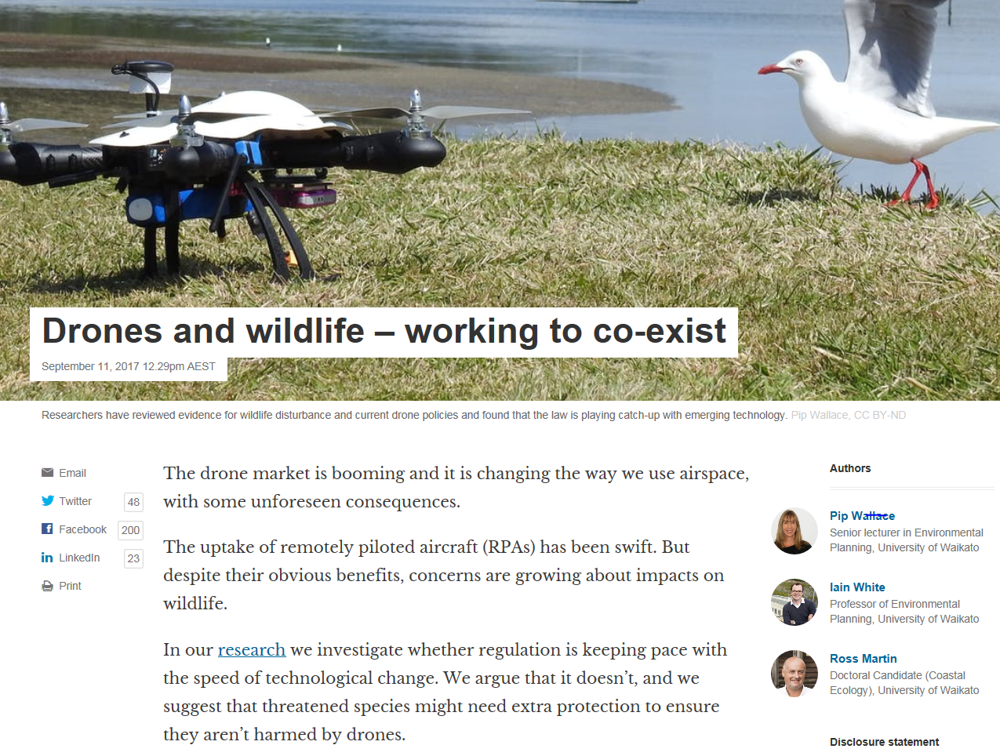 Drones and wildlife – working to co-exist
September 11, 2017 12.29pm AEST
Researchers have reviewed evidence for wildlife disturbance and current drone policies and found that the law is playing catch-up with emerging technology. Pip Wallace, CC BY-ND
Email
Twitter 48
Facebook 200
LinkedIn 23
Print
The drone market is booming and it is changing the way we use airspace,
with some unforeseen consequences.
The uptake of remotely piloted aircraft (RPAs) has been swift. But
despite their obvious benefits, concerns are growing about impacts on
wildlife.
In our research we investigate whether regulation is keeping pace with
the speed of technological change. We argue that it doesn’t, and we
suggest that threatened species might need extra protection to ensure
they aren’t harmed by drones.
Authors
Pip Wallace
Senior lecturer in Environmental
Planning, University of Waikato
Iain White
Professor of Environmental
Planning, University of Waikato
Ross Martin
Doctoral Candidate (Coastal
Ecology), University of Waikato
Disclosure statement